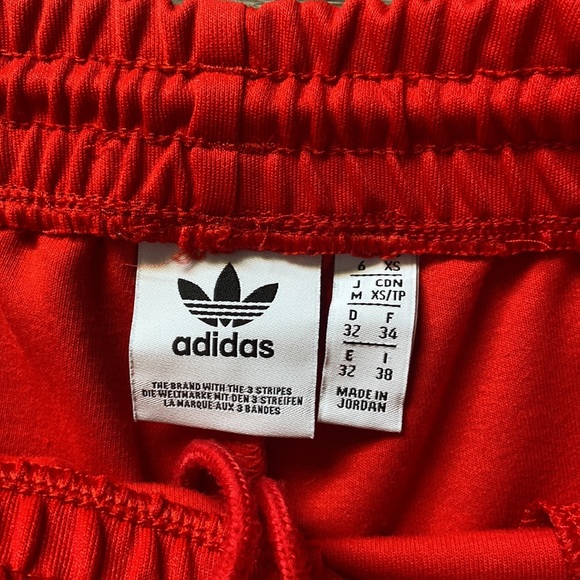 adidas
THE BRAND WITH THE 3 STRIPES
DIE WELTMARKE MIT DEN 3 STREIFEN
LA MARQUE AUX 3 BANDES
6 XS
J CDN
M XS/TP
D F
32 34
E I
32 38
MADE IN
JORDAN